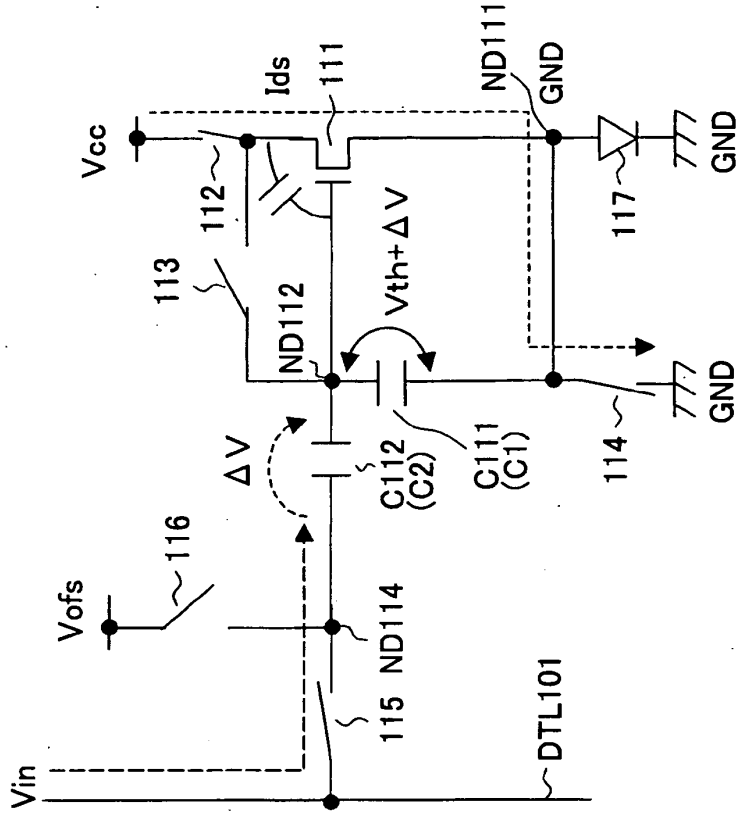 Vin
Vofs
116
ΔV
113
ND112
Vcc
112
Ids
111
ND111
GND
Vth+ΔV
C112
(C2)
C111
(C1)
115
ND114
114
117
GND
GND
DTL101